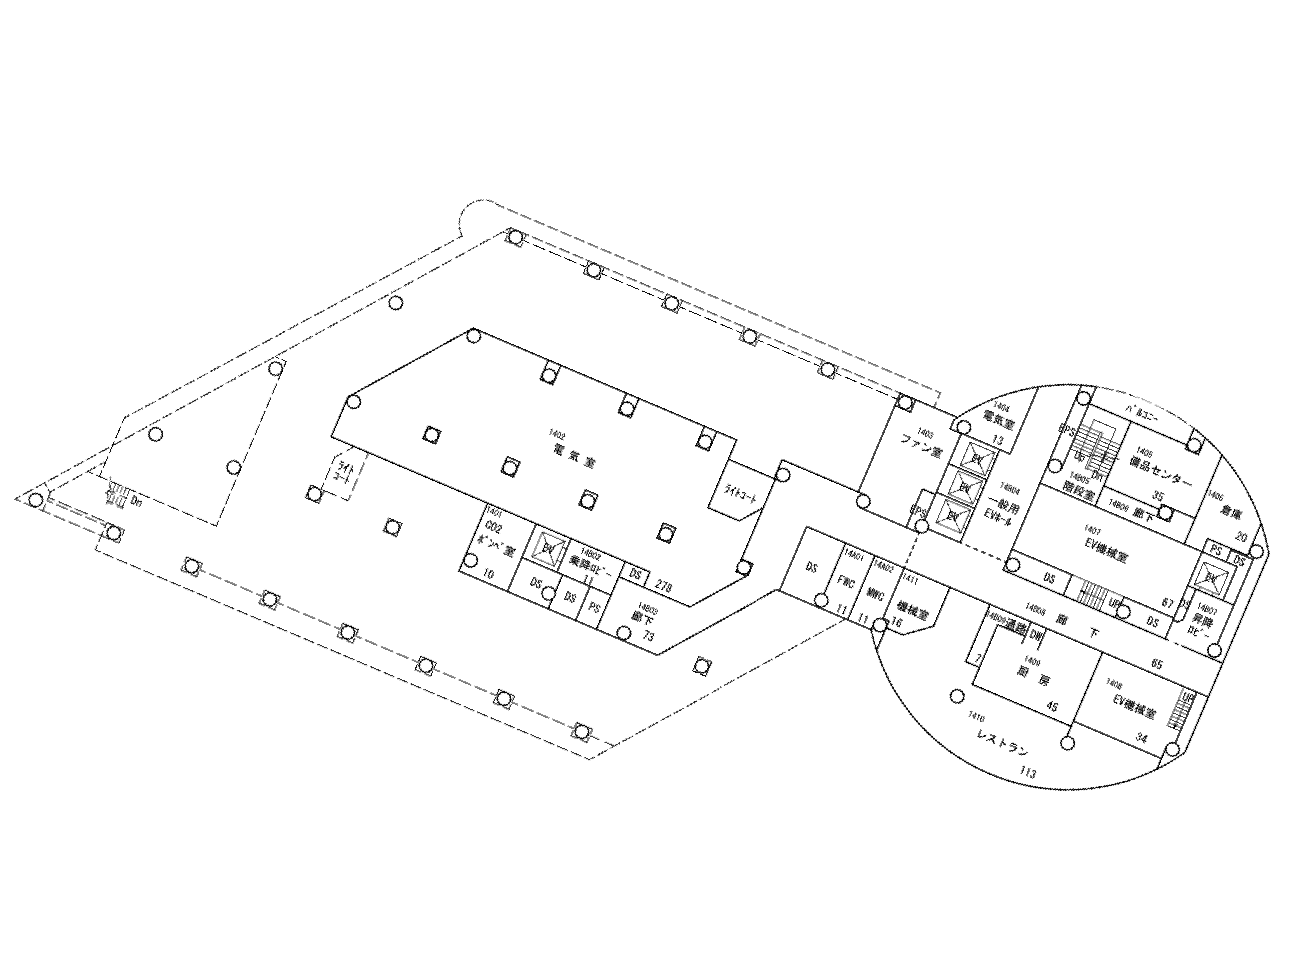 1402
電気室
278
ライト
コート
ライトコート
1401
CO2
ボンベ室
10
EV
14B02
乗降ロビー
11
DS
DS
DS
PS
14B03
廊下
73
1403
ファン室
EPS
1404
電気室
13
EV
EV
EV
14B04
一般用
EVホール
バルコニー
EPS
UP
Dn
14B05
階段室
1405
備品センター
35
14B06
廊下
1406
倉庫
20
1407
EV機械室
67
PS
DS
EV
DS
14B07
昇降
ロビー
DS
UP
DS
14B08
廊下
65
DS
14A01
FWC
11
14A02
MWC
11
1411
機械室
16
14B09
通路
7
DW
1409
厨房
45
1408
EV機械室
34
UP
1410
レストラン
113
Dn